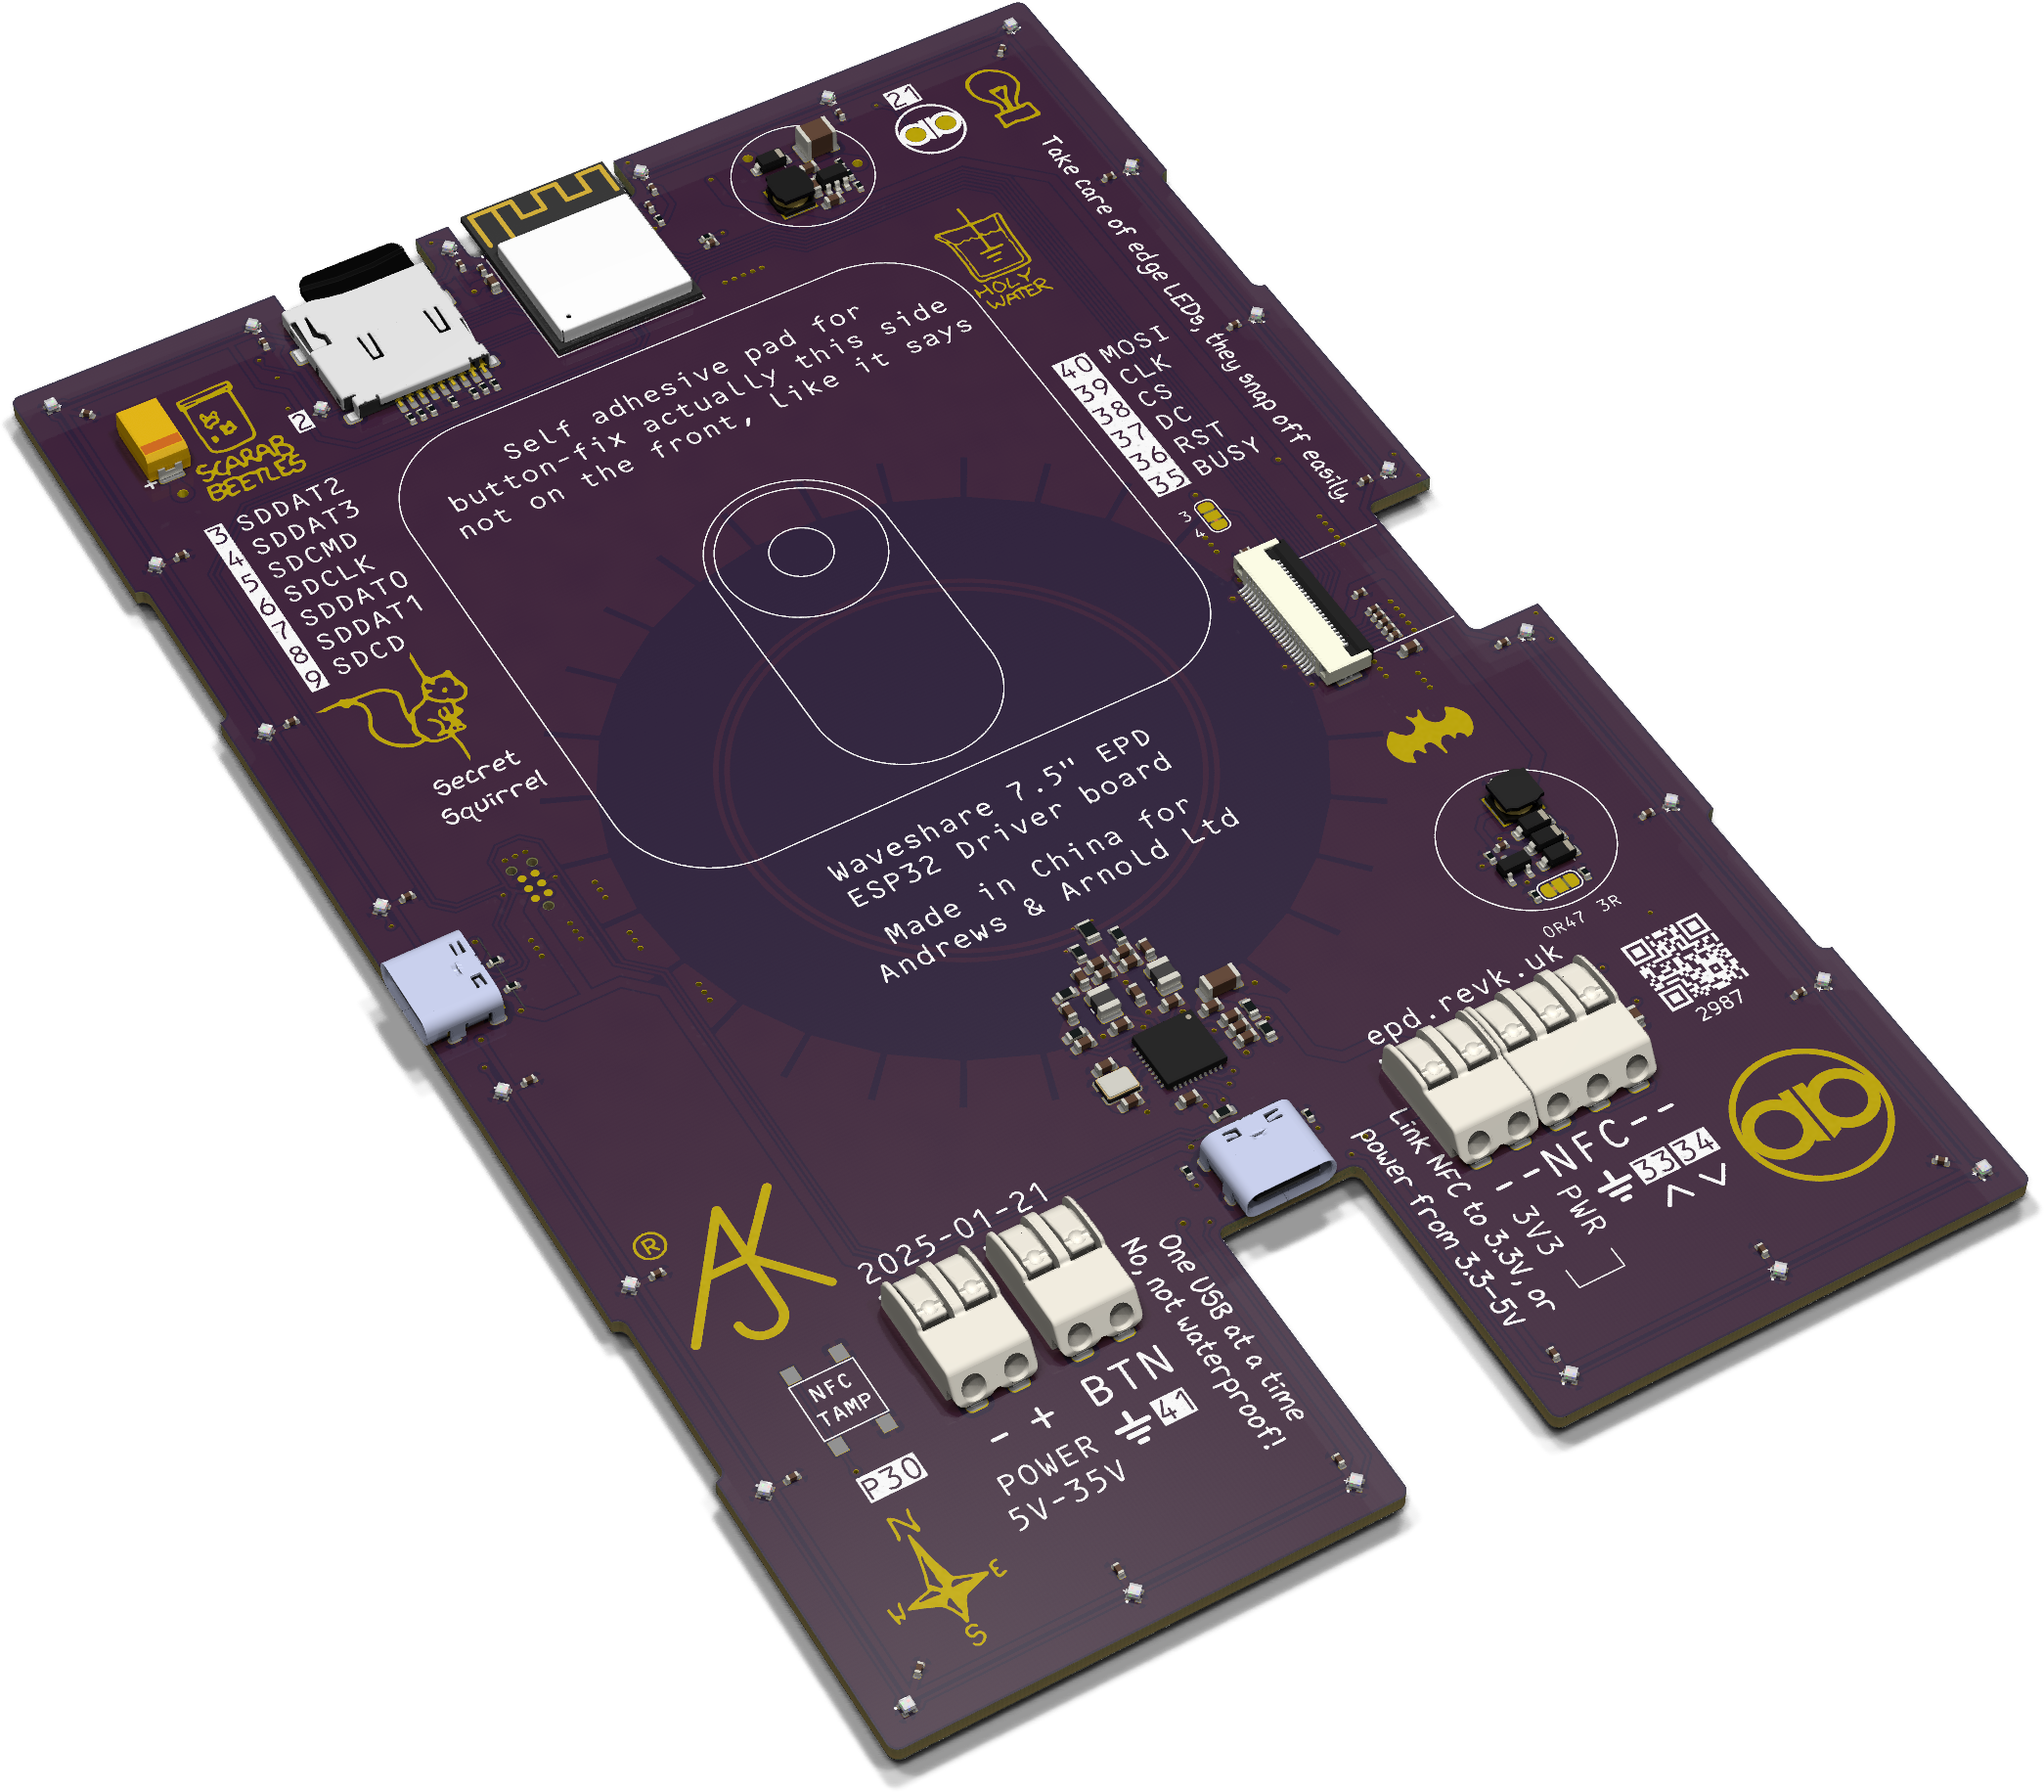 21
Take care of edge LEDs, they snap off easily.
HOLY
WATER
Self adhesive pad for
button-fix actually this side
not on the front, like it says
40 MOSI
39 CLK
38 CS
37 DC
36 RST
35 BUSY
3
4
2
SCARAB
BEETLES
+
3 SDDAT2
4 SDDAT3
5 SDCMD
6 SDCLK
7 SDDAT0
8 SDDAT1
9 SDCD
Secret
Squirrel
Waveshare 7.5" EPD
ESP32 Driver board
Made in China for
Andrews & Arnold Ltd
0R47 3R
2987
epd.revk.uk
--NFC--
33 34
PWR
3V3
Link NFC to 3.3v, or
power from 3.3-5v
2025-01-21
One USB at a time
No, not waterproof!
BTN
41
- +
POWER
5V-35V
®
AJK
NFC
TAMP
P30
N
E
S
W